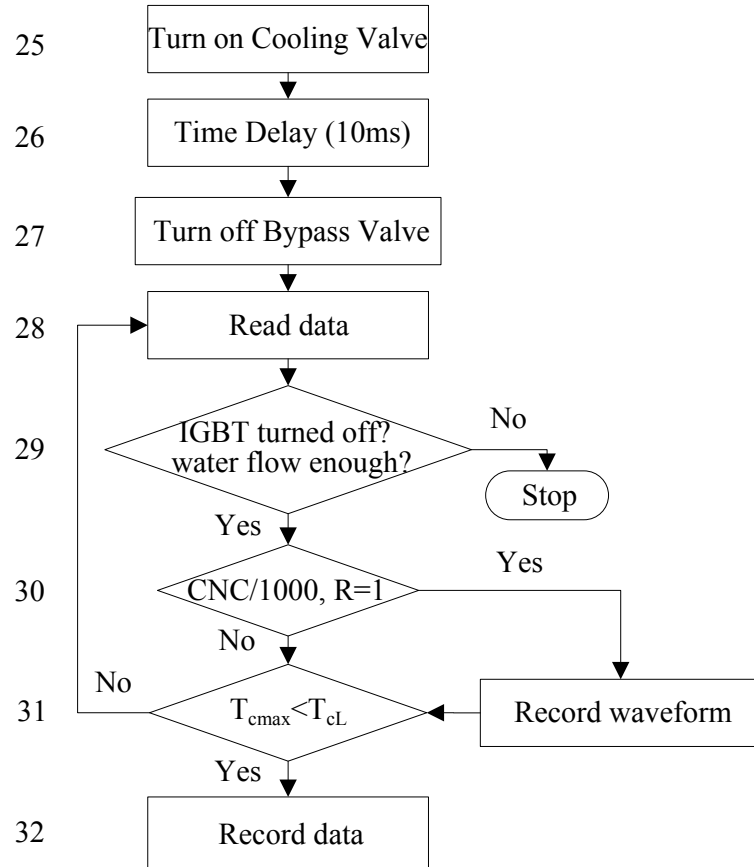 25
Turn on Cooling Valve
26
Time Delay (10ms)
27
Turn off Bypass Valve
28
Read data
29
IGBT turned off?
water flow enough?
No
Stop
Yes
30
CNC/1000, R=1
Yes
No
No
31
Tcmax<TcL
Record waveform
Yes
32
Record data